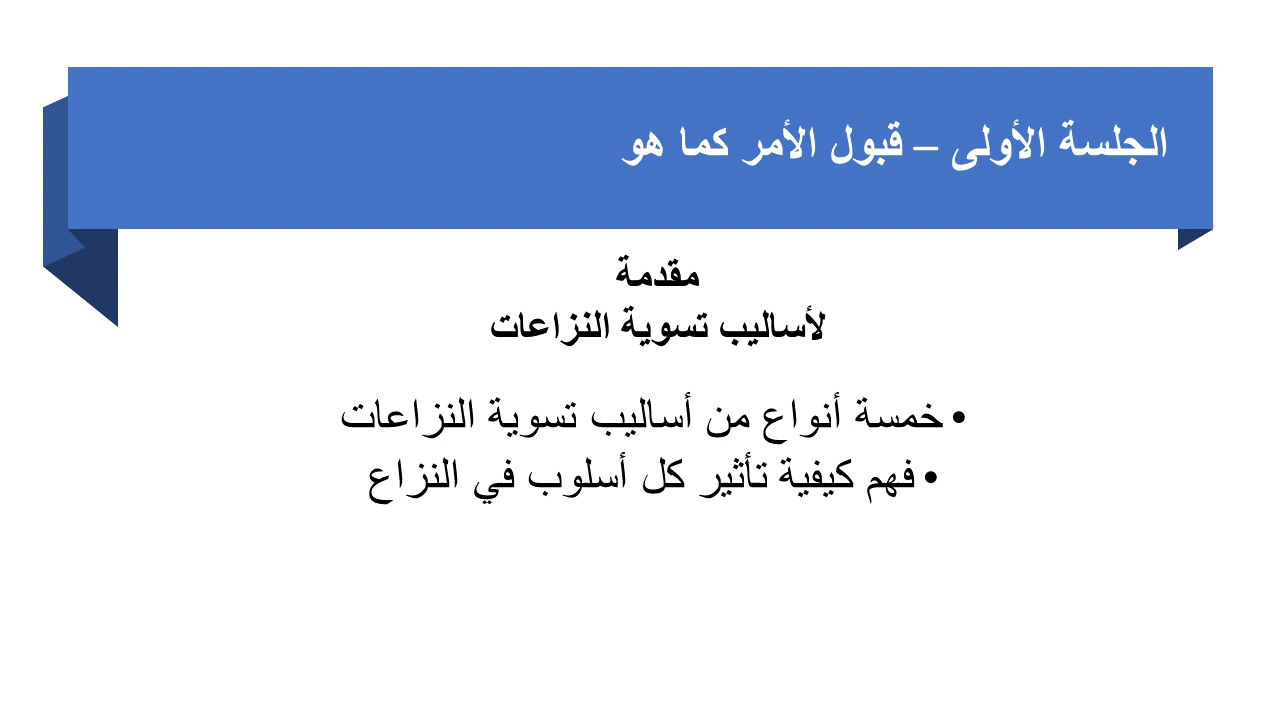 الجلسة الأولى – قبول الأمر كما هو
مقدمة
لأساليب تسوية النزاعات
• خمسة أنواع من أساليب تسوية النزاعات
• فهم كيفية تأثير كل أسلوب في النزاع